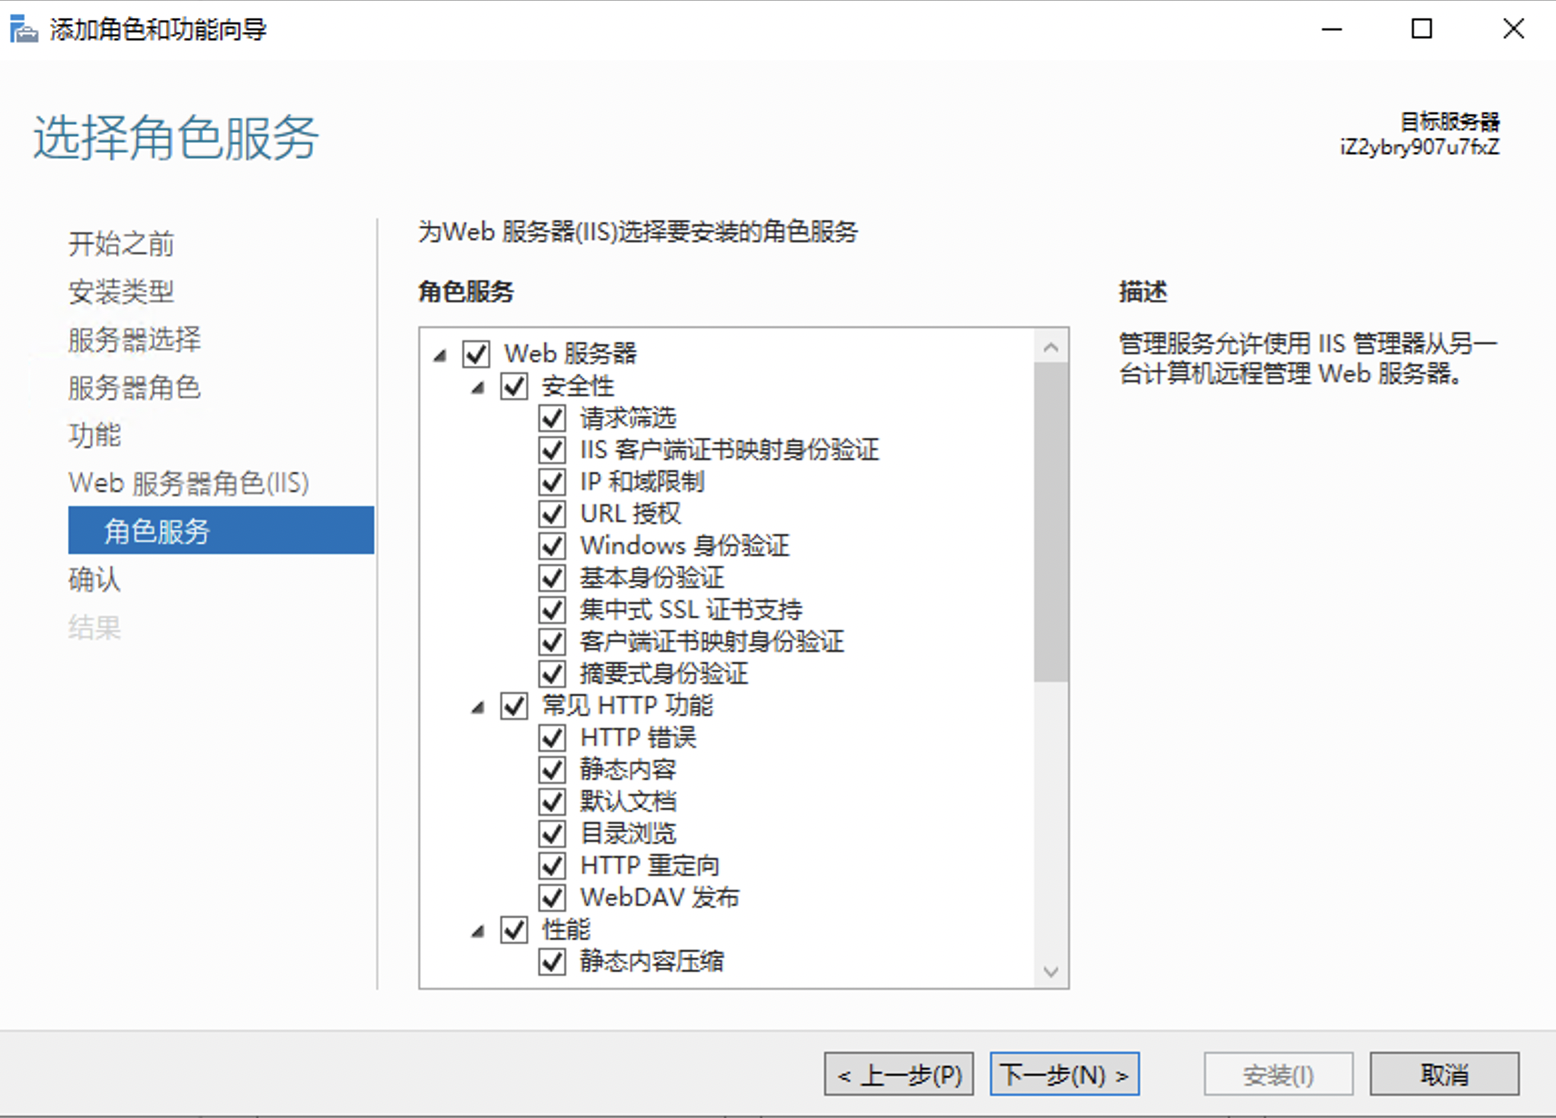 添加角色和功能向导
选择角色服务
目标服务器
iZ2ybry907u7fxZ
开始之前
安装类型
服务器选择
服务器角色
功能
Web 服务器角色(IIS)
角色服务
确认
结果
为Web 服务器(IIS)选择要安装的角色服务
角色服务
Web 服务器
安全性
请求筛选
IIS 客户端证书映射身份验证
IP 和域限制
URL 授权
Windows 身份验证
基本身份验证
集中式 SSL 证书支持
客户端证书映射身份验证
摘要式身份验证
常见 HTTP 功能
HTTP 错误
静态内容
默认文档
目录浏览
HTTP 重定向
WebDAV 发布
性能
静态内容压缩
描述
管理服务允许使用 IIS 管理器从另一
台计算机远程管理 Web 服务器。
< 上一步(P)
下一步(N) >
安装(I)
取消